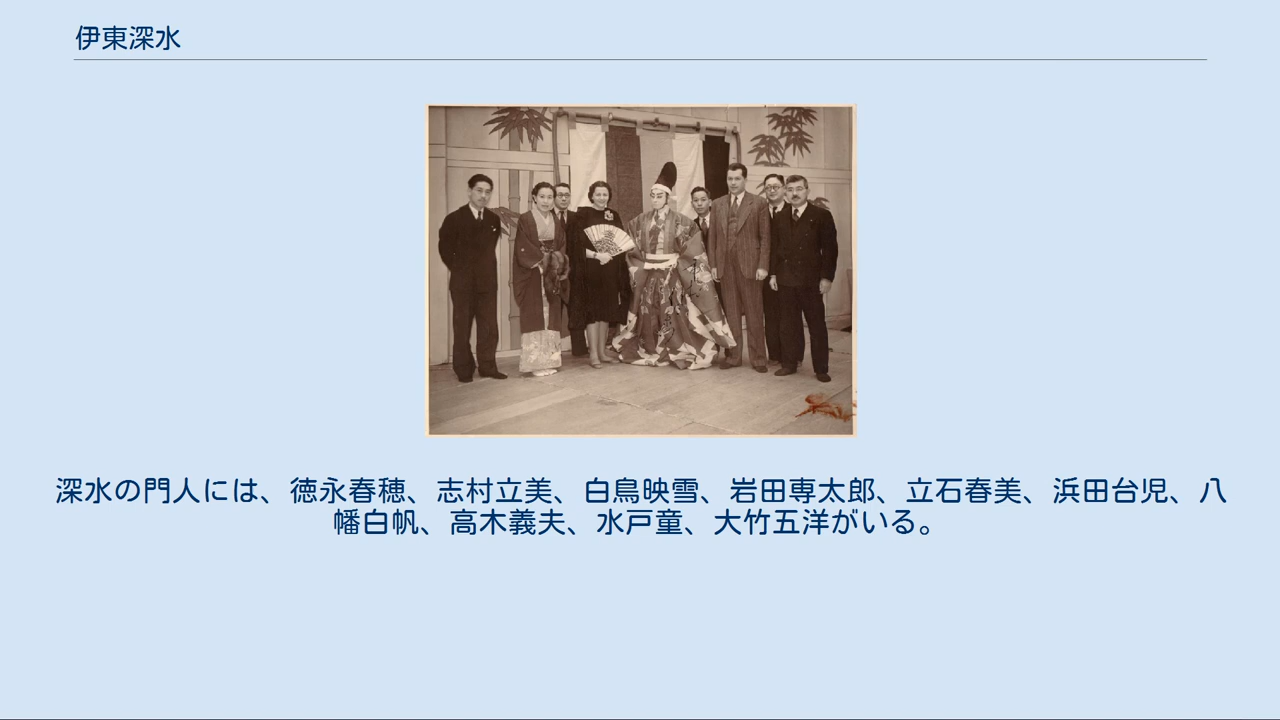 伊東深水
深水の門人には、徳永春穂、志村立美、白鳥映雪、岩田専太郎、立石春美、浜田台児、八
幡白帆、高木義夫、水戸童、大竹五洋がいる。